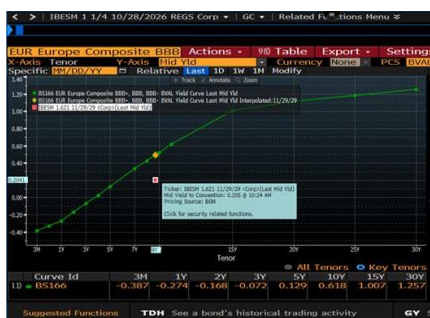 < > IBESM 1 1/4 10/28/2026 REGS Corp GC Related Functions Menu
EUR Europe Composite BBB Actions 98) Table Export Settings
X-Axis Tenor Y-Axis Mid Yld Currency None PCS BVAL
Specific MM/DD/YY Relative Last 1D 1W 1M Modify
Track Annotate Zoom
1.40
BS166 EUR Europe Composite BBB+, BBB, BBB- BVAL Yield Curve Last Mid Yld
BS166 EUR Europe Composite BBB+, BBB, BBB- BVAL Yield Curve Last Mid Yld Interpolated:11/29/29
IBESM 1.621 11/29/29 (Corp)(Last Mid Yld)
1.20
1.00
0.80
0.60
0.40
0.2041
0.00
-0.20
-0.40
Ticker: IBESM 1.621 11/29/29 (Corp)(Last Mid Yld)
Mid Yield to Convention: 0.205 @ 10:24 AM
Pricing Source: BGN
Click for security related functions.
3M 1Y 3Y 5Y 7Y 15Y 20Y 25Y 30Y
Tenor
All Tenors Key Tenors
Curve Id 3M 1Y 2Y 3Y 5Y 10Y 15Y 30Y
11) BS166 -0.387 -0.274 -0.168 -0.072 0.129 0.618 1.007 1.257
Suggested Functions TDH See a bond's historical trading activity GY